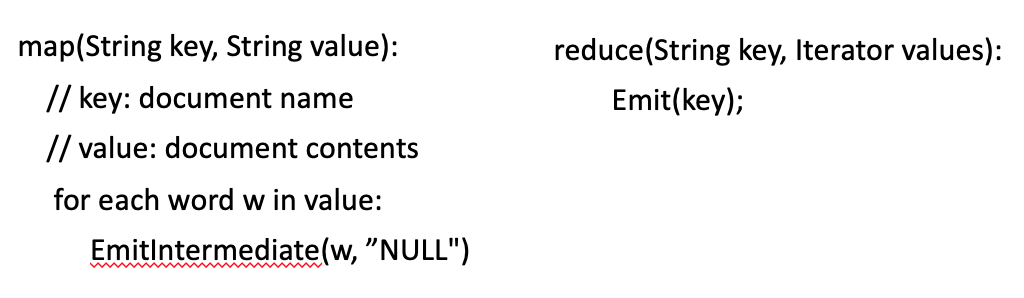 map(String key, String value):
// key: document name
// value: document contents
for each word w in value:
EmitIntermediate(w, ”NULL")
reduce(String key, Iterator values):
Emit(key);